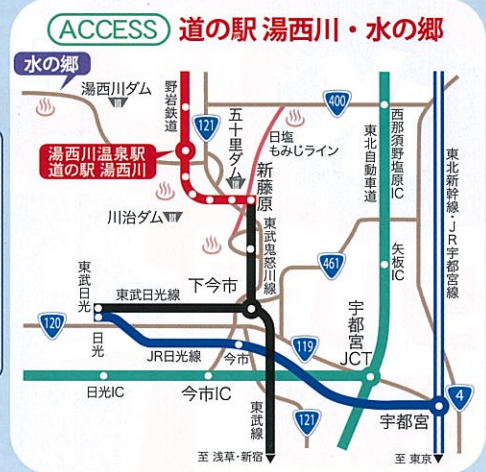 ACCESS 道の駅 湯西川・水の郷
水の郷
湯西川ダム
野岩鉄道
121
五十里ダム
400
日塩
もみじライン
西那須野塩原IC
東北自動車道
東北新幹線・JR宇都宮線
湯西川温泉駅
道の駅 湯西川
新藤原
川治ダム
東武鬼怒川線
461
矢板IC
下今市
東武日光
東武日光線
120
日光
JR日光線
今市
119
宇都宮
JCT
日光IC
今市IC
東武線
121
宇都宮
4
至 浅草・新宿
至 東京